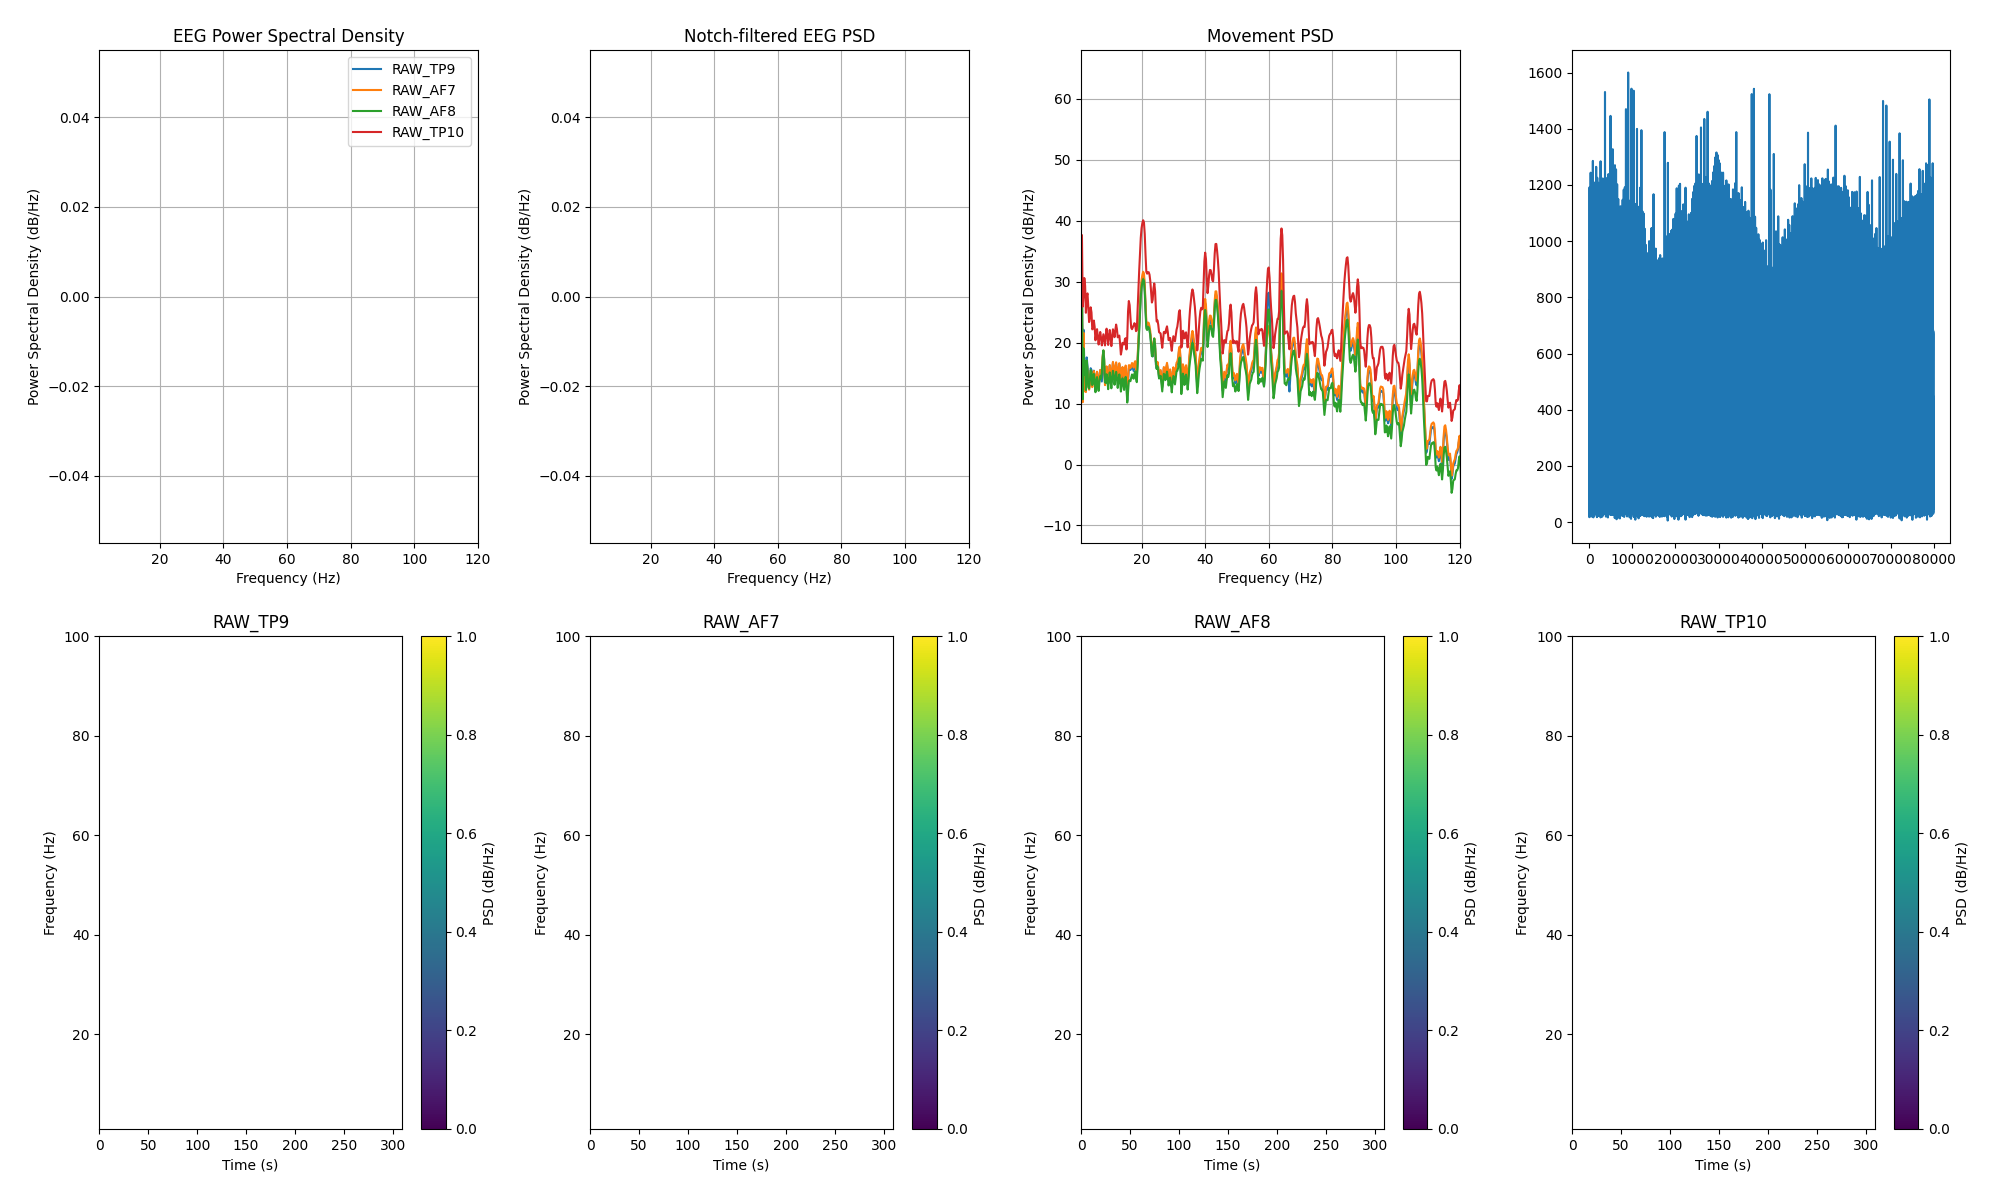 EEG Power Spectral Density
Power Spectral Density (dB/Hz)
0.04
0.02
0.00
−0.02
−0.04
RAW_TP9
RAW_AF7
RAW_AF8
RAW_TP10
20 40 60 80 100 120
Frequency (Hz)
Notch-filtered EEG PSD
Power Spectral Density (dB/Hz)
0.04
0.02
0.00
−0.02
−0.04
20 40 60 80 100 120
Frequency (Hz)
Movement PSD
Power Spectral Density (dB/Hz)
60
50
40
30
20
10
0
−10
20 40 60 80 100 120
Frequency (Hz)
1600
1400
1200
1000
800
600
400
200
0
0 10000 20000 30000 40000 50000 60000 70000 80000
RAW_TP9
Frequency (Hz)
100
80
60
40
20
0 50 100 150 200 250 300
Time (s)
1.0
0.8
0.6
0.4
0.2
0.0
PSD (dB/Hz)
RAW_AF7
Frequency (Hz)
100
80
60
40
20
0 50 100 150 200 250 300
Time (s)
1.0
0.8
0.6
0.4
0.2
0.0
PSD (dB/Hz)
RAW_AF8
Frequency (Hz)
100
80
60
40
20
0 50 100 150 200 250 300
Time (s)
1.0
0.8
0.6
0.4
0.2
0.0
PSD (dB/Hz)
RAW_TP10
Frequency (Hz)
100
80
60
40
20
0 50 100 150 200 250 300
Time (s)
1.0
0.8
0.6
0.4
0.2
0.0
PSD (dB/Hz)